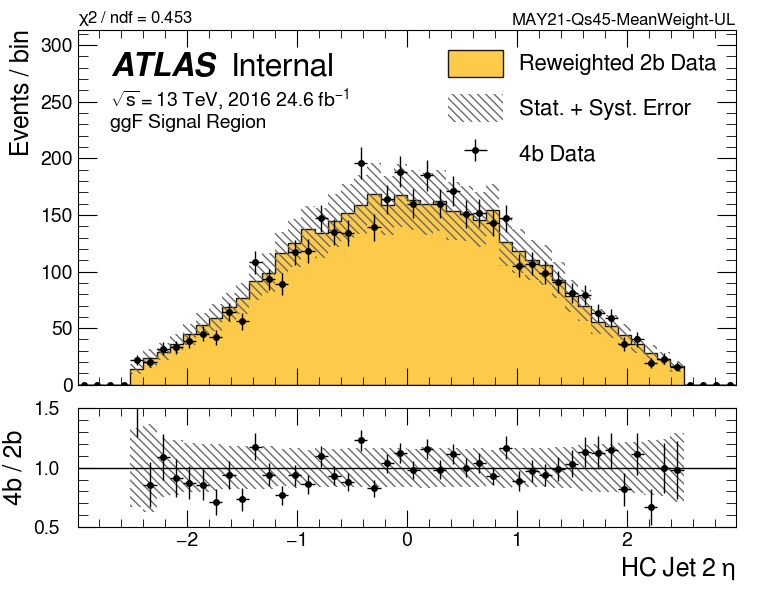 χ² / ndf = 0.453
MAY21-Qs45-MeanWeight-UL
ATLAS Internal
√s = 13 TeV, 2016 24.6 fb⁻¹
ggF Signal Region
Reweighted 2b Data
Stat. + Syst. Error
4b Data
Events / bin
300
250
200
150
100
50
0
4b / 2b
1.5
1.0
0.5
−2 −1 0 1 2
HC Jet 2 η